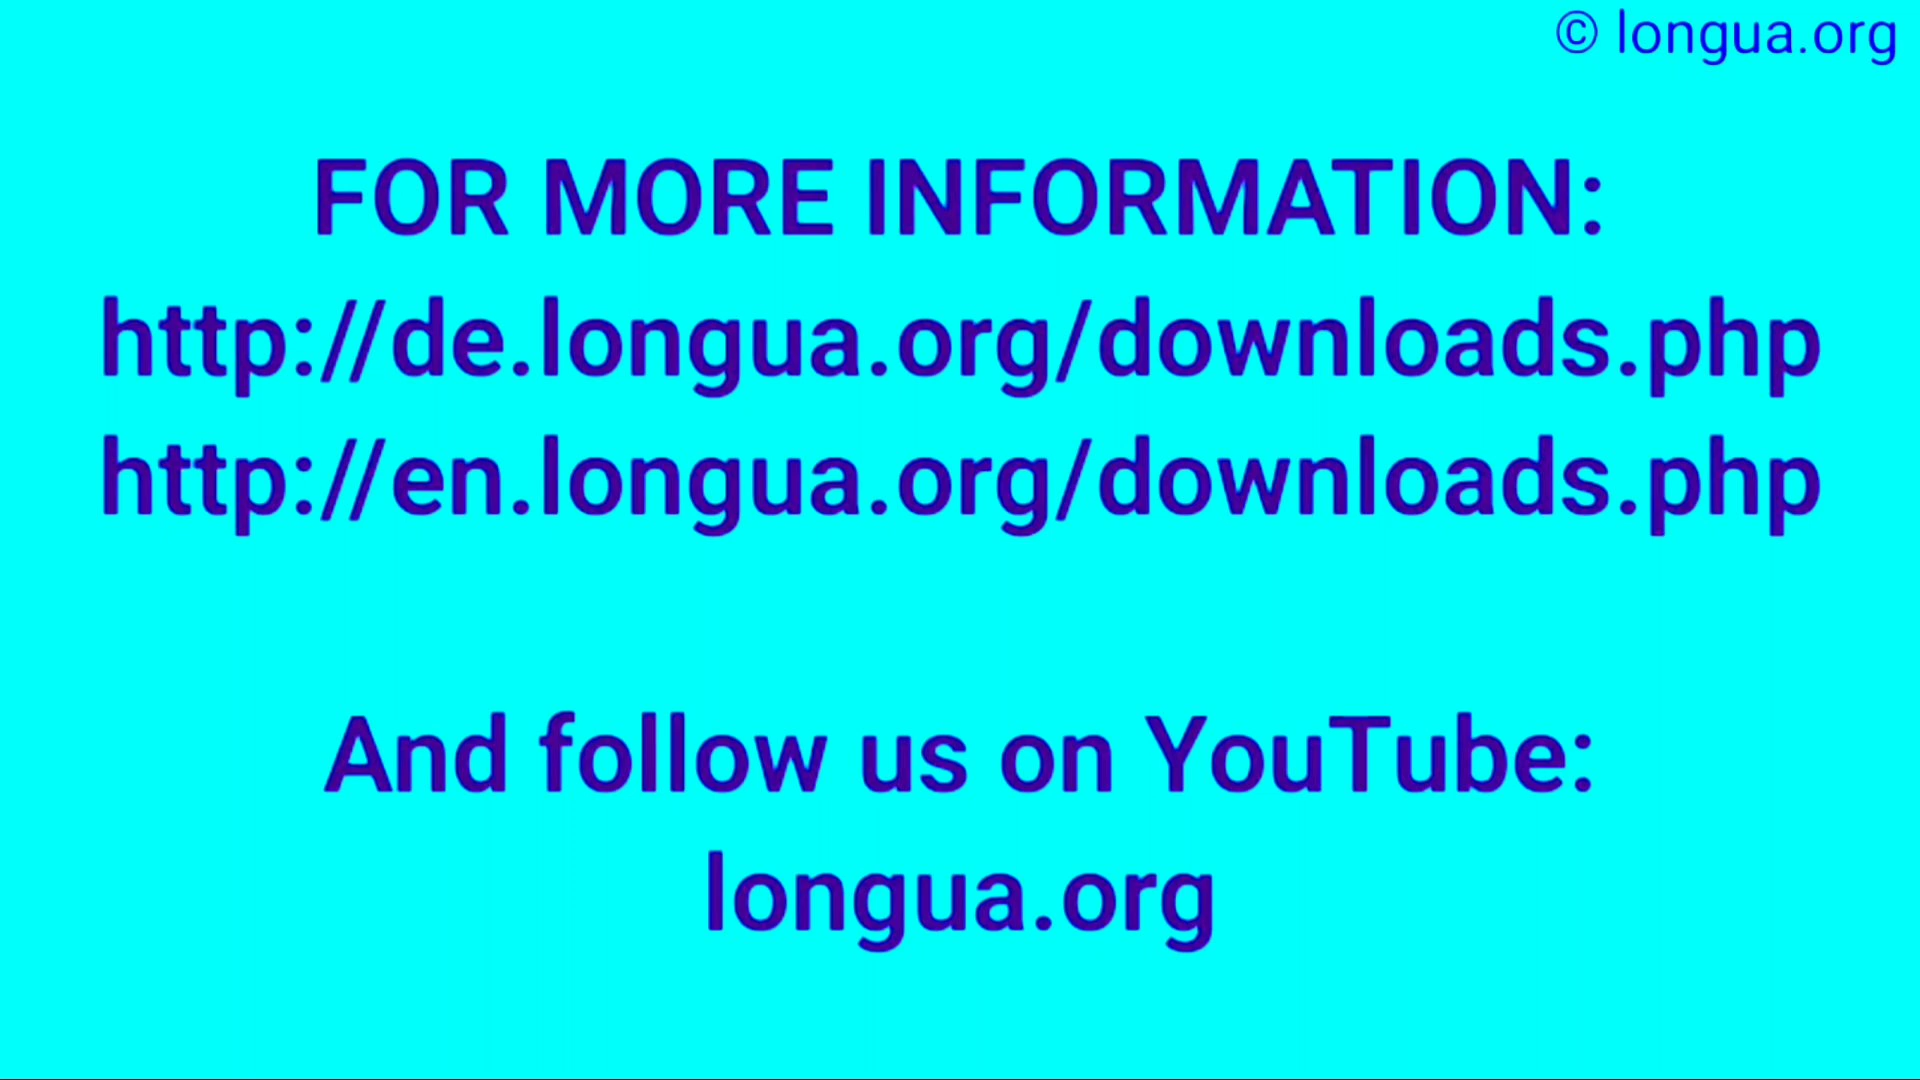 © longua.org
FOR MORE INFORMATION:
http://de.longua.org/downloads.php
http://en.longua.org/downloads.php
And follow us on YouTube:
longua.org